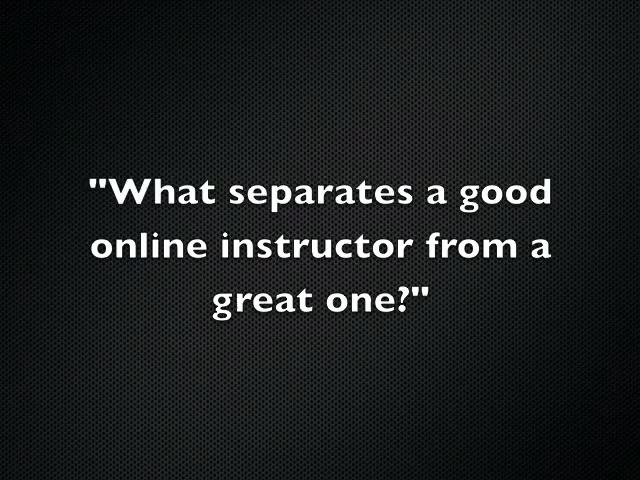 "What separates a good
online instructor from a
great one?"